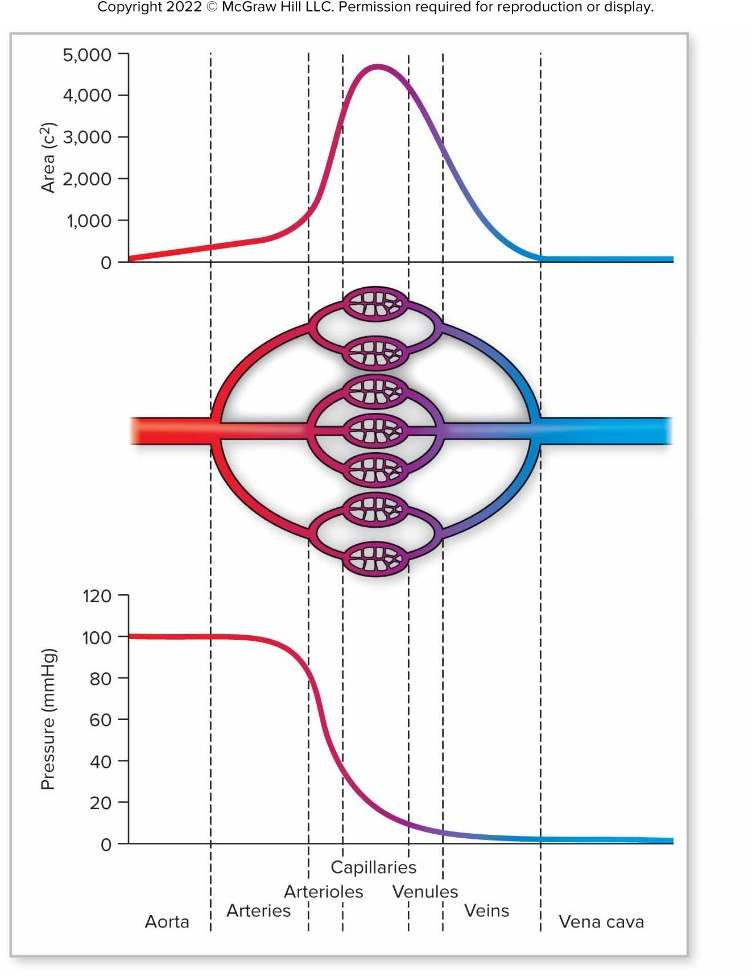 Copyright 2022 © McGraw Hill LLC. Permission required for reproduction or display.
5,000
4,000
3,000
2,000
1,000
0
Area (c²)
120
100
80
60
40
20
0
Pressure (mmHg)
Capillaries
Arterioles Venules
Arteries Veins
Aorta Vena cava